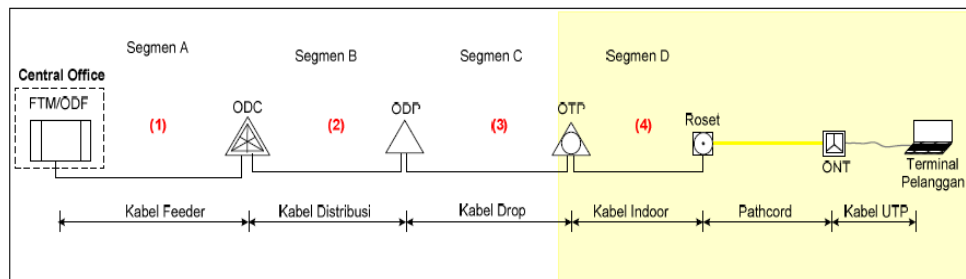 Segmen A
Segmen B
Segmen C
Segmen D
Central Office
FTM/ODF
ODC
ODP
OTP
Roset
(1)
(2)
(3)
(4)
ONT
Terminal
Pelanggan
Kabel Feeder
Kabel Distribusi
Kabel Drop
Kabel Indoor
Pathcord
Kabel UTP